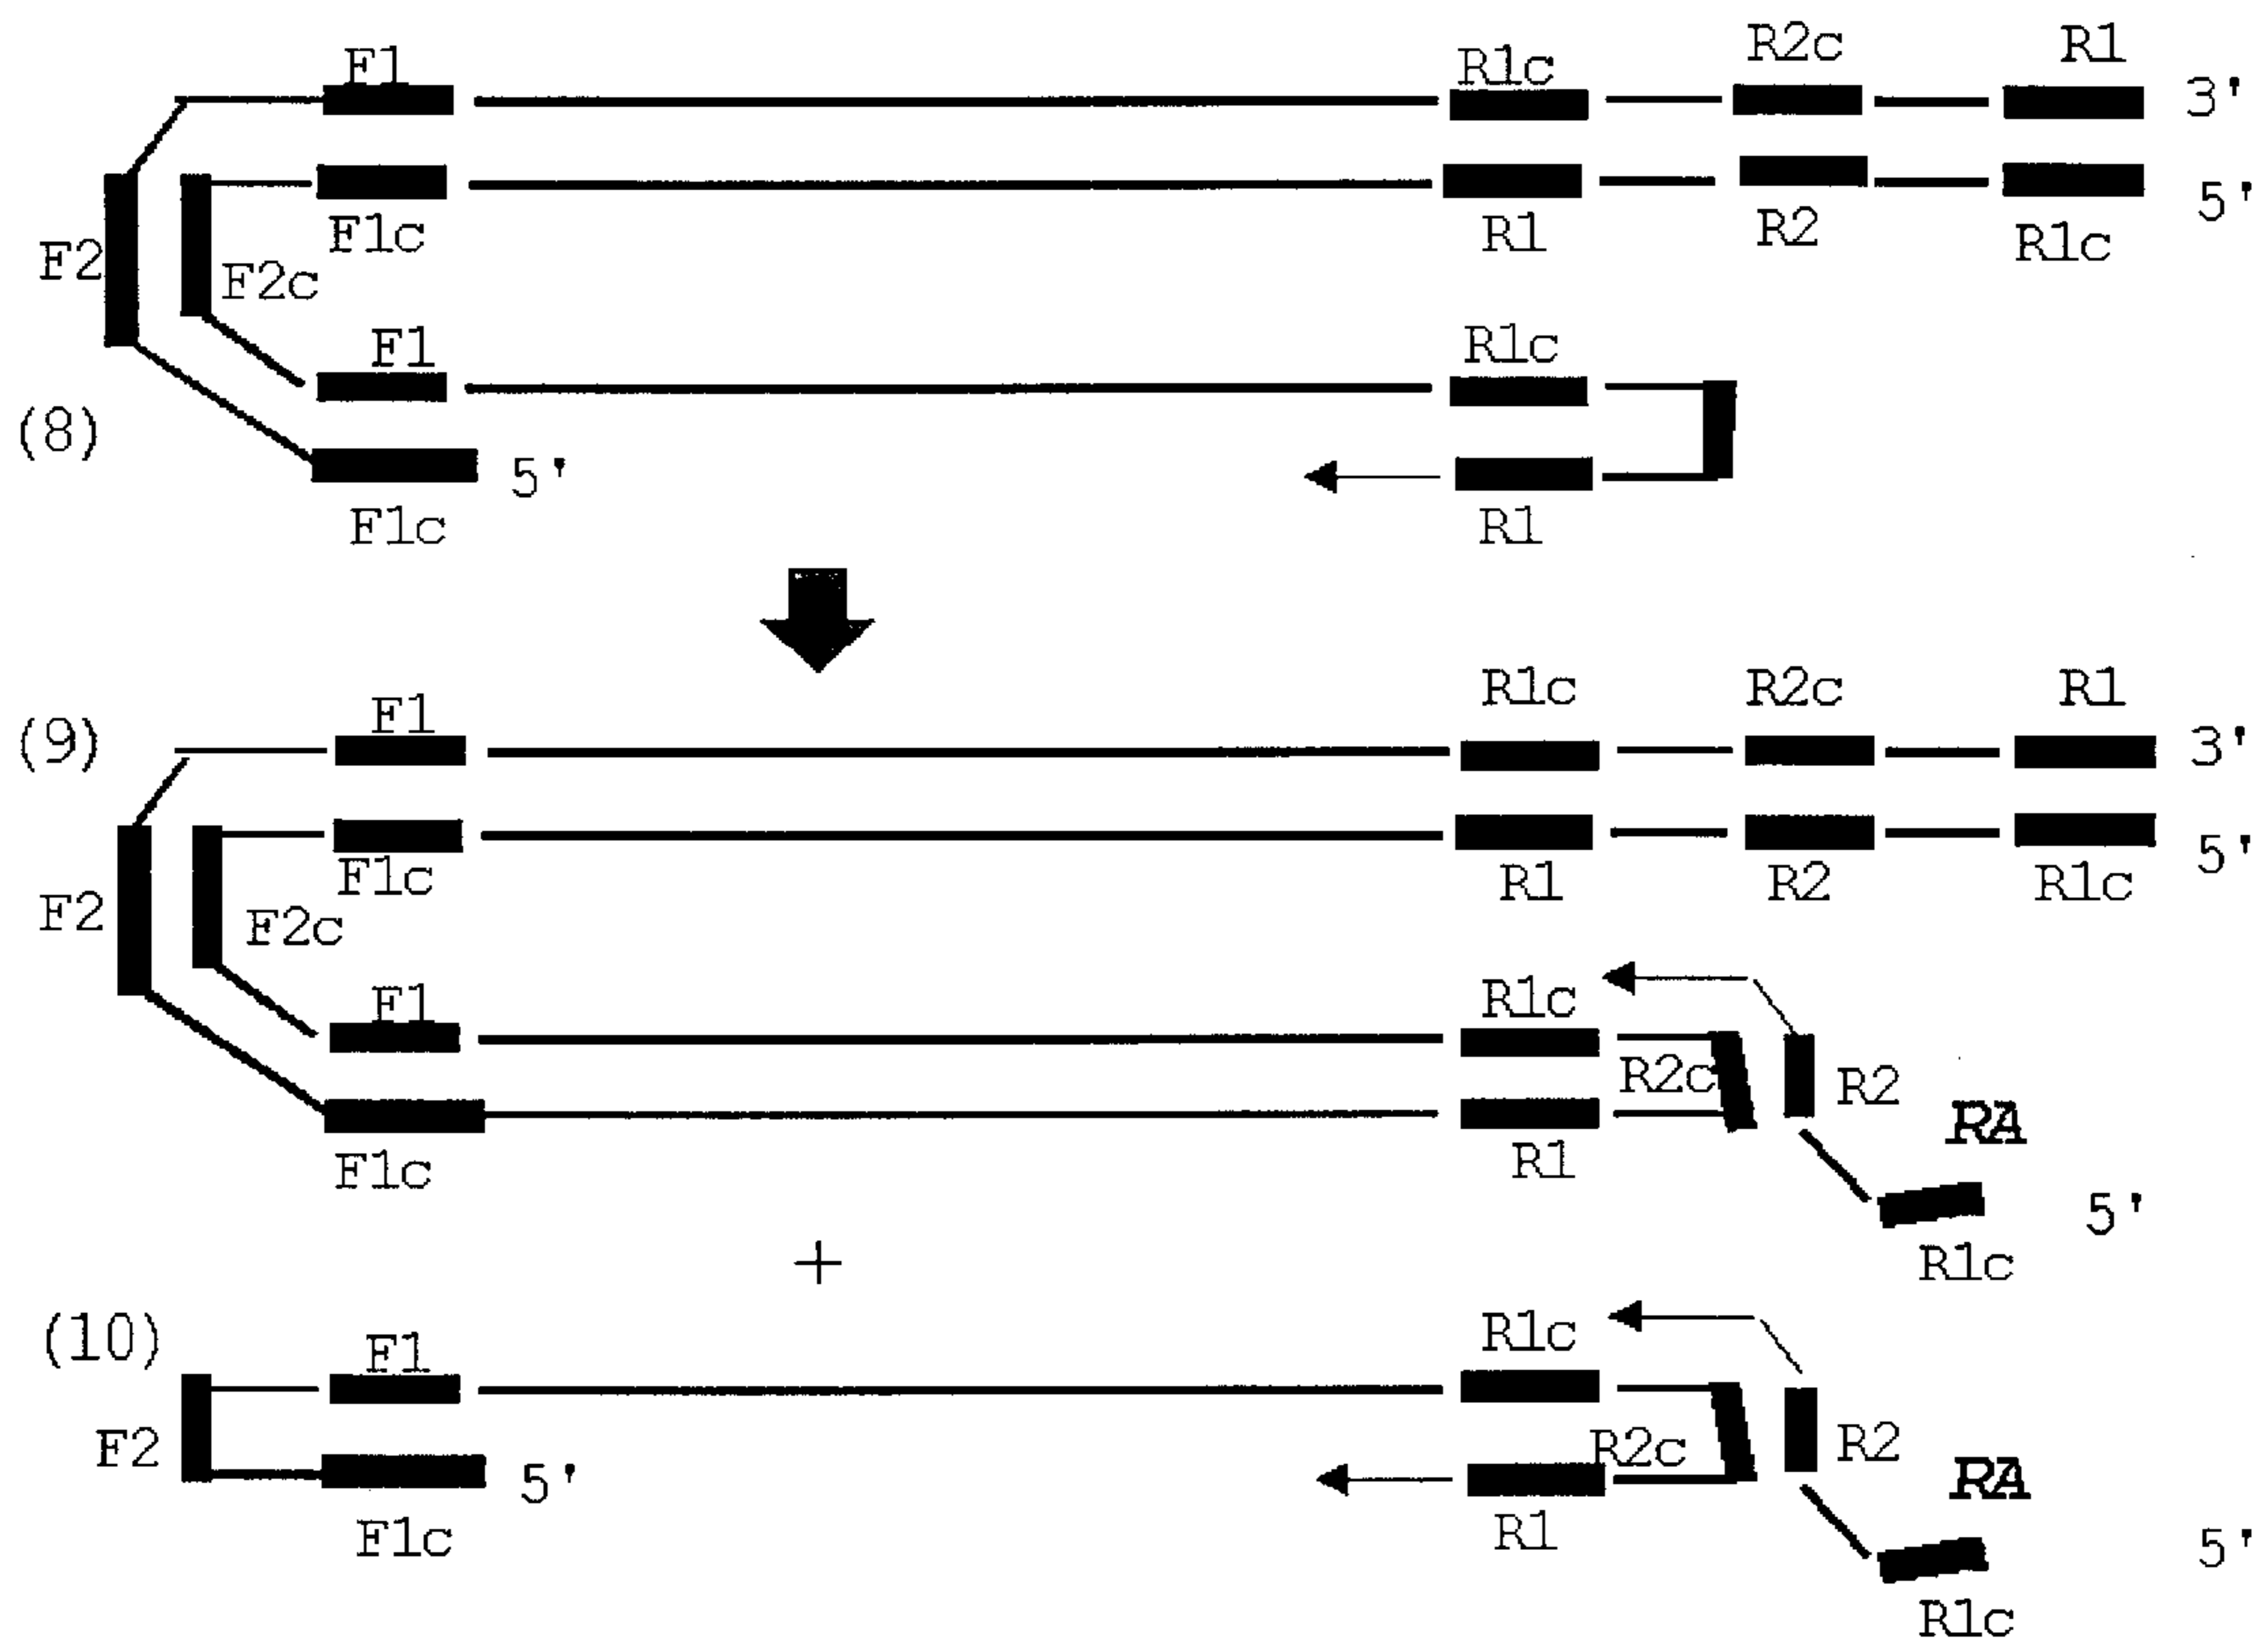 F1 R1c R2c R1
3'
F1c R1 R2 R1c 5'
F2 F2c
F1 R1c
(8)
5'
F1c R1
R1c R2c R1
(9) F1 3'
F1c R1 R2 R1c 5'
F2 F2c
F1 R1c
R2c R2
RA
F1c R1
5'
R1c
+
(10) F1 R1c
F2 R2c R2
5' RA
F1c R1 5'
R1c